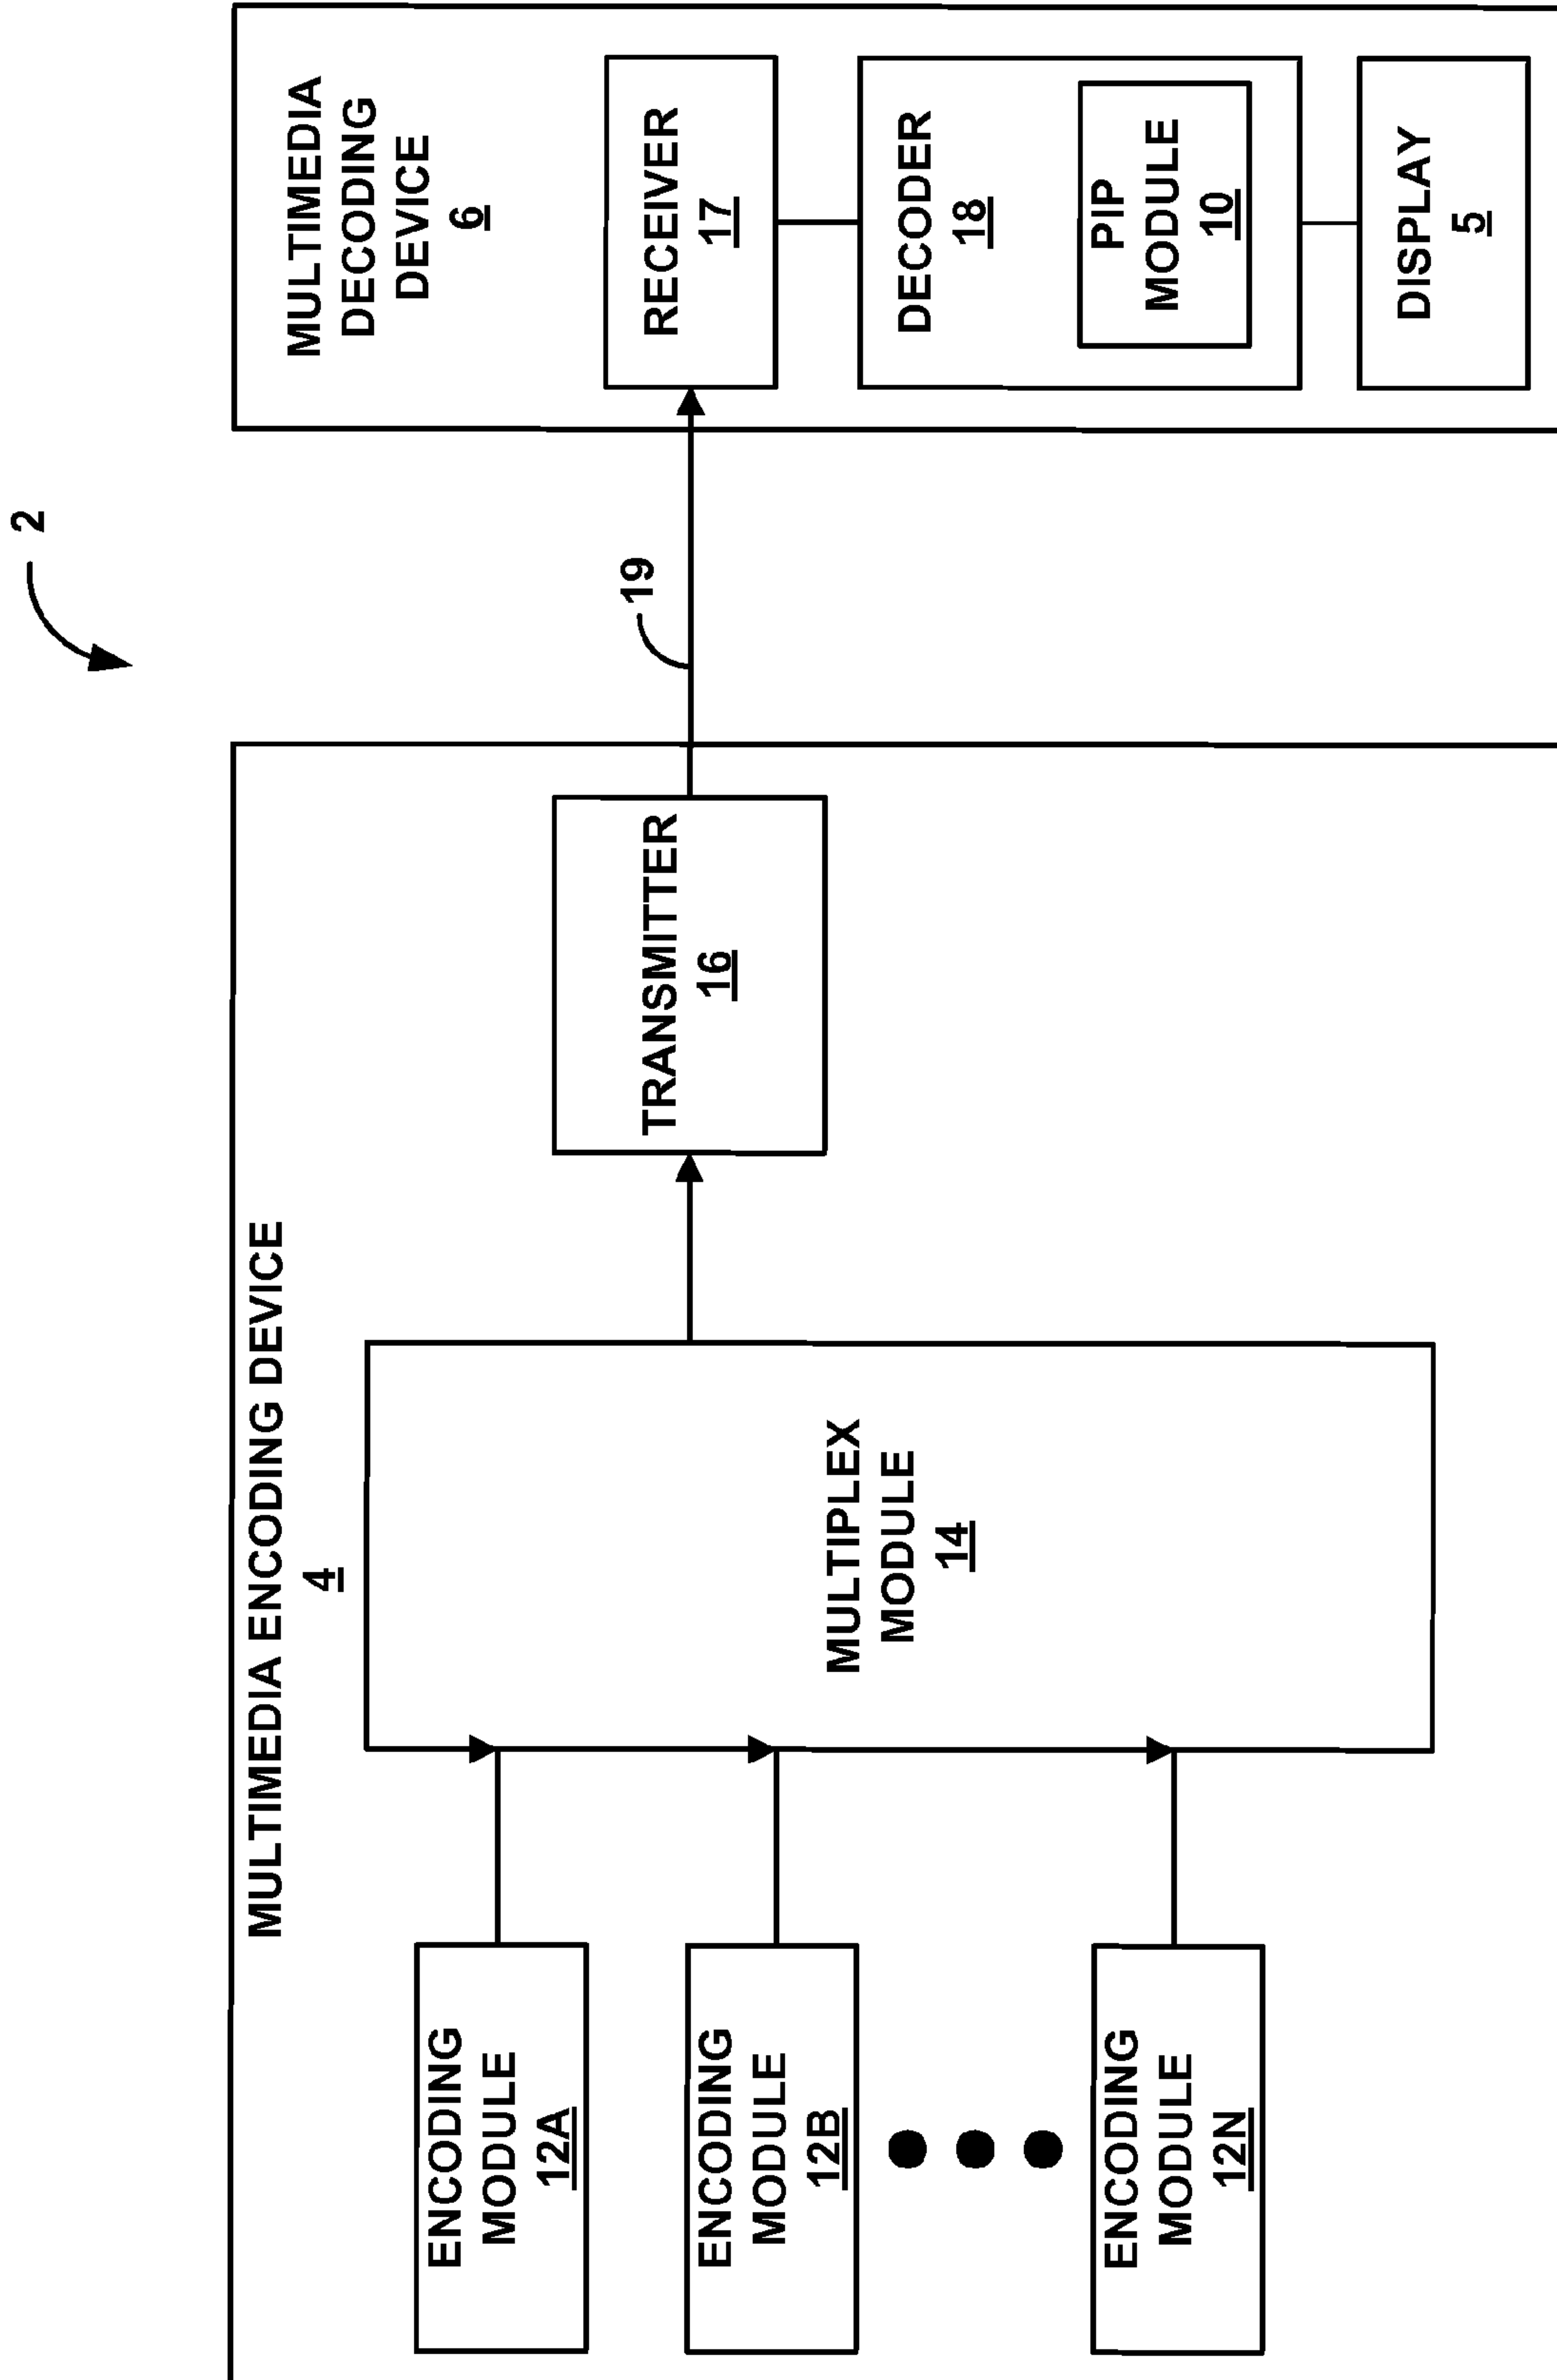 2
MULTIMEDIA ENCODING DEVICE
4
ENCODING
MODULE
12A
ENCODING
MODULE
12B
ENCODING
MODULE
12N
MULTIPLEX
MODULE
14
TRANSMITTER
16
19
MULTIMEDIA
DECODING
DEVICE
6
RECEIVER
17
DECODER
18
PIP
MODULE
10
DISPLAY
5